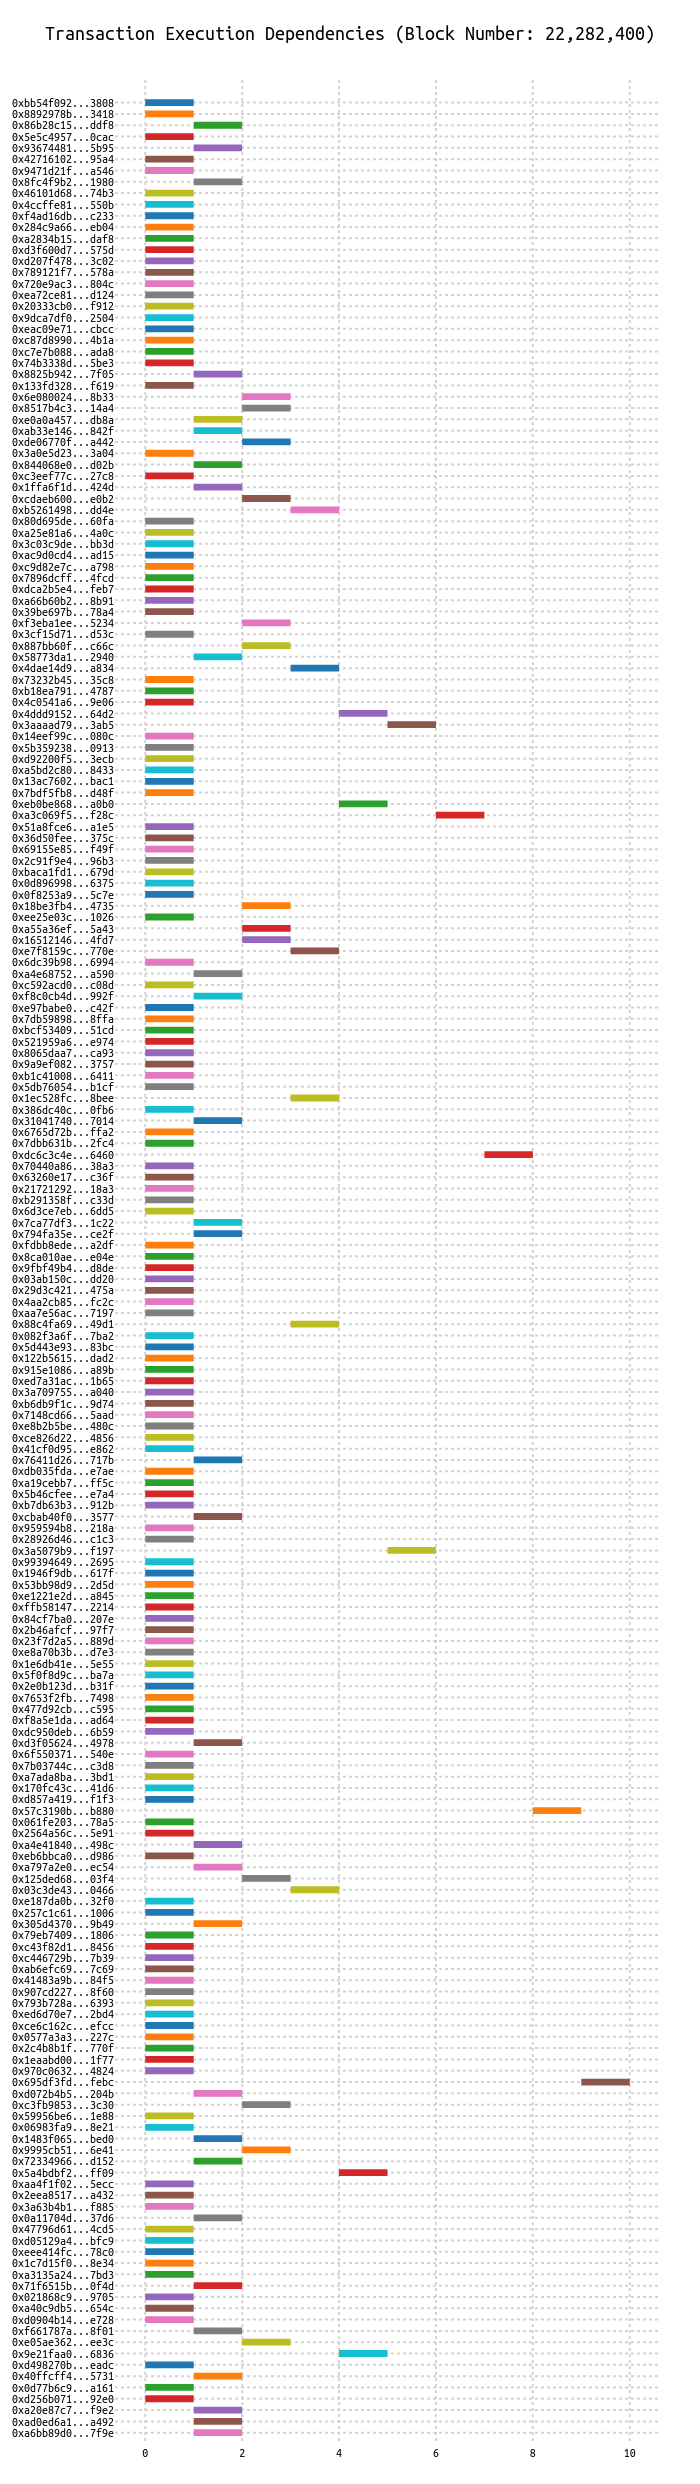 Transaction Execution Dependencies (Block Number: 22,282,400)
0xbb54f092...3808
0x8892978b...3418
0x86b28c15...ddf8
0x5e5c4957...0cac
0x93674481...5b95
0x42716102...95a4
0x9471d21f...a546
0x8fc4f9b2...1980
0x46101d68...74b3
0x4ccffe81...550b
0xf4ad16db...c233
0x284c9a66...eb04
0xa2834b15...daf8
0xd3f600d7...575d
0xd207f478...3c02
0x789121f7...578a
0x720e9ac3...804c
0xea72ce81...d124
0x20333cb0...f912
0x9dca7df0...2504
0xeac09e71...cbcc
0xc87d8990...4b1a
0xc7e7b088...ada8
0x74b3338d...5be3
0x8825b942...7f05
0x133fd328...f619
0x6e080024...8b33
0x8517b4c3...14a4
0xe0a0a457...db8a
0xab33e146...842f
0xde06770f...a442
0x3a0e5d23...3a04
0x844068e0...d02b
0xc3eef77c...27c8
0x1ffa6f1d...424d
0xcdaeb600...e0b2
0xb5261498...dd4e
0x80d695de...60fa
0xa25e81a6...4a0c
0x3c03c9de...bb3d
0xac9d0cd4...ad15
0xc9d82e7c...a798
0x7896dcff...4fcd
0xdca2b5e4...feb7
0xa66b60b2...8b91
0x39be697b...78a4
0xf3eba1ee...5234
0x3cf15d71...d53c
0x887bb60f...c66c
0x58773da1...2940
0x4dae14d9...a834
0x73232b45...35c8
0xb18ea791...4787
0x4c0541a6...9e06
0x4ddd9152...64d2
0x3aaaad79...3ab5
0x14eef99c...080c
0x5b359238...0913
0xd92200f5...3ecb
0xa5bd2c80...8433
0x13ac7602...bac1
0x7bdf5fb8...d48f
0xeb0be868...a0b0
0xa3c069f5...f28c
0x51a8fce6...a1e5
0x36d50fee...375c
0x69155e85...f49f
0x2c91f9e4...96b3
0xbaca1fd1...679d
0x0d896998...6375
0x0f8253a9...5c7e
0x18be3fb4...4735
0xee25e03c...1026
0xa55a36ef...5a43
0x16512146...4fd7
0xe7f8159c...770e
0x6dc39b98...6994
0xa4e68752...a590
0xc592acd0...c08d
0xf8c0cb4d...992f
0xe97babe0...c42f
0x7db59898...8ffa
0xbcf53409...51cd
0x521959a6...e974
0x8065daa7...ca93
0x9a9ef082...3757
0xb1c41008...6411
0x5db76054...b1cf
0x1ec528fc...8bee
0x386dc40c...0fb6
0x31041740...7014
0x6765d72b...ffa2
0x7dbb631b...2fc4
0xdc6c3c4e...6460
0x70440a86...38a3
0x63260e17...c36f
0x21721292...18a3
0xb291358f...c33d
0x6d3ce7eb...6dd5
0x7ca77df3...1c22
0x794fa35e...ce2f
0xfdbb8ede...a2df
0x8ca010ae...e04e
0x9fbf49b4...d8de
0x03ab150c...dd20
0x29d3c421...475a
0x4aa2cb85...fc2c
0xaa7e56ac...7197
0x88c4fa69...49d1
0x082f3a6f...7ba2
0x5d443e93...83bc
0x122b5615...dad2
0x915e1086...a89b
0xed7a31ac...1b65
0x3a709755...a040
0xb6db9f1c...9d74
0x7148cd66...5aad
0xe8b2b5be...480c
0xce826d22...4856
0x41cf0d95...e862
0x76411d26...717b
0xdb035fda...e7ae
0xa19cebb7...ff5c
0x5b46cfee...e7a4
0xb7db63b3...912b
0xcbab40f0...3577
0x959594b8...218a
0x28926d46...c1c3
0x3a5079b9...f197
0x99394649...2695
0x1946f9db...617f
0x53bb98d9...2d5d
0xe1221e2d...a845
0xffb58147...2214
0x84cf7ba0...207e
0x2b46afcf...97f7
0x23f7d2a5...889d
0xe8a70b3b...d7e3
0x1e6db41e...5e55
0x5f0f8d9c...ba7a
0x2e0b123d...b31f
0x7653f2fb...7498
0x477d92cb...c595
0xf8a5e1da...ad64
0xdc950deb...6b59
0xd3f05624...4978
0x6f550371...540e
0x7b03744c...c3d8
0xa7ada8ba...3bd1
0x170fc43c...41d6
0xd857a419...f1f3
0x57c3190b...b880
0x061fe203...78a5
0x2564a56c...5e91
0xa4e41840...498c
0xeb6bbca0...d986
0xa797a2e0...ec54
0x125ded68...03f4
0x03c3de43...0466
0xe187da0b...32f0
0x257c1c61...1006
0x305d4370...9b49
0x79eb7409...1806
0xc43f82d1...8456
0xc446729b...7b39
0xab6efc69...7c69
0x41483a9b...84f5
0x907cd227...8f60
0x793b728a...6393
0xed6d70e7...2bd4
0xce6c162c...efcc
0x0577a3a3...227c
0x2c4b8b1f...770f
0x1eaabd00...1f77
0x970c0632...4824
0x695df3fd...febc
0xd072b4b5...204b
0xc3fb9853...3c30
0x59956be6...1e88
0x06983fa9...8e21
0x1483f065...bed0
0x9995cb51...6e41
0x72334966...d152
0x5a4bdbf2...ff09
0xaa4f1f02...5ecc
0x2eea8517...a432
0x3a63b4b1...f885
0x0a11704d...37d6
0x47796d61...4cd5
0xd05129a4...bfc9
0xeee414fc...78c0
0x1c7d15f0...8e34
0xa3135a24...7bd3
0x71f6515b...0f4d
0x021868c9...9705
0xa40c9db5...654c
0xd0904b14...e728
0xf661787a...8f01
0xe05ae362...ee3c
0x9e21faa0...6836
0xd498270b...eadc
0x40ffcff4...5731
0x0d77b6c9...a161
0xd256b071...92e0
0xa20e87c7...f9e2
0xad0ed6a1...a492
0xa6bb89d0...7f9e
0 2 4 6 8 10